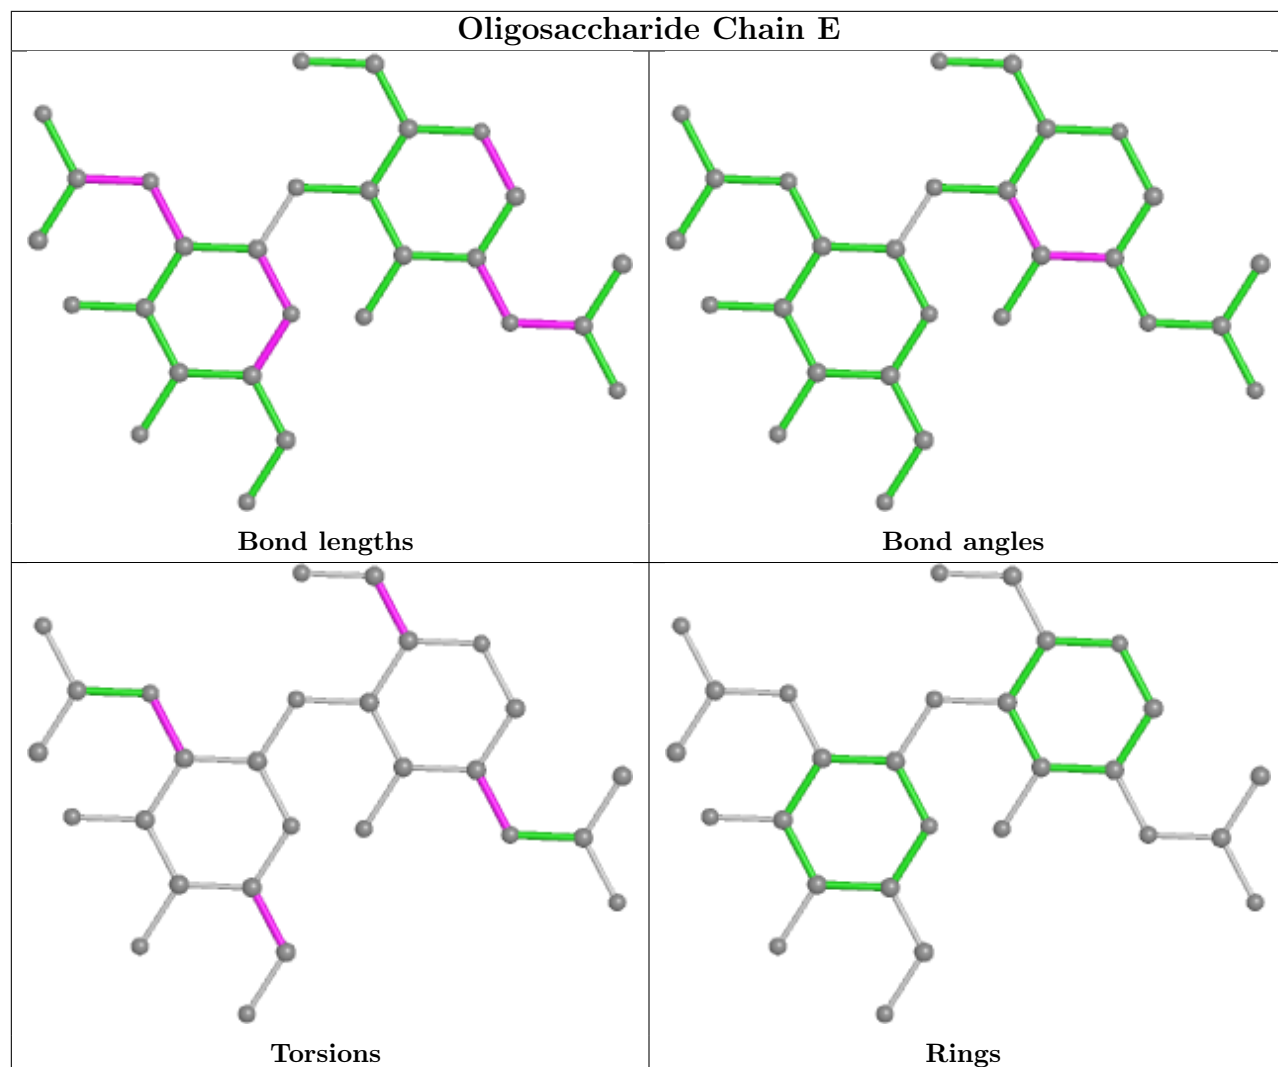 Oligosaccharide Chain E
Bond lengths
Bond angles
Torsions
Rings